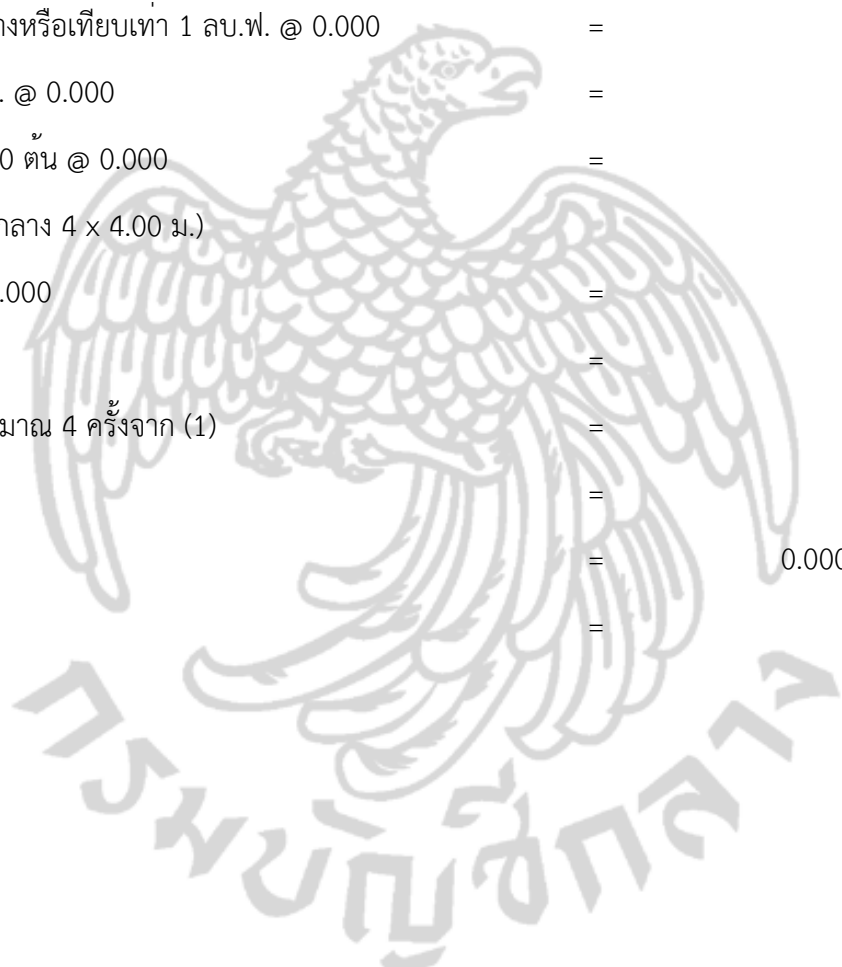 างหรือเทียบเท่า 1 ลบ.ฟ. @ 0.000 =
. @ 0.000 =
0 ต้น @ 0.000 =
กลาง 4 x 4.00 ม.)
.000 =
=
มาณ 4 ครั้งจาก (1) =
=
= 0.000
=
กรมบัญชีกลาง